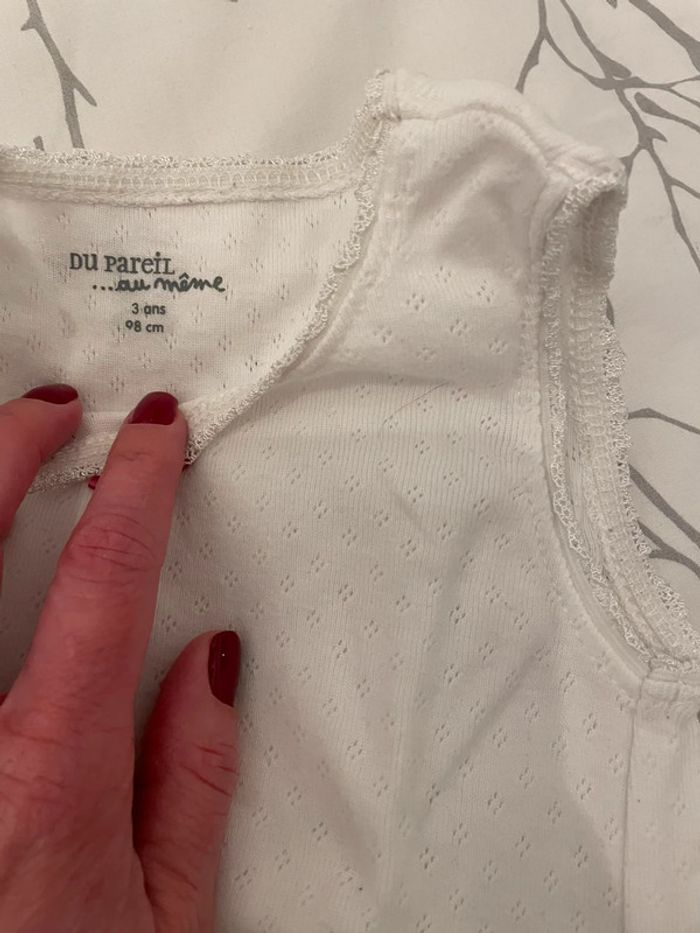 DU PAREIL
...au même
3 ans
98 cm